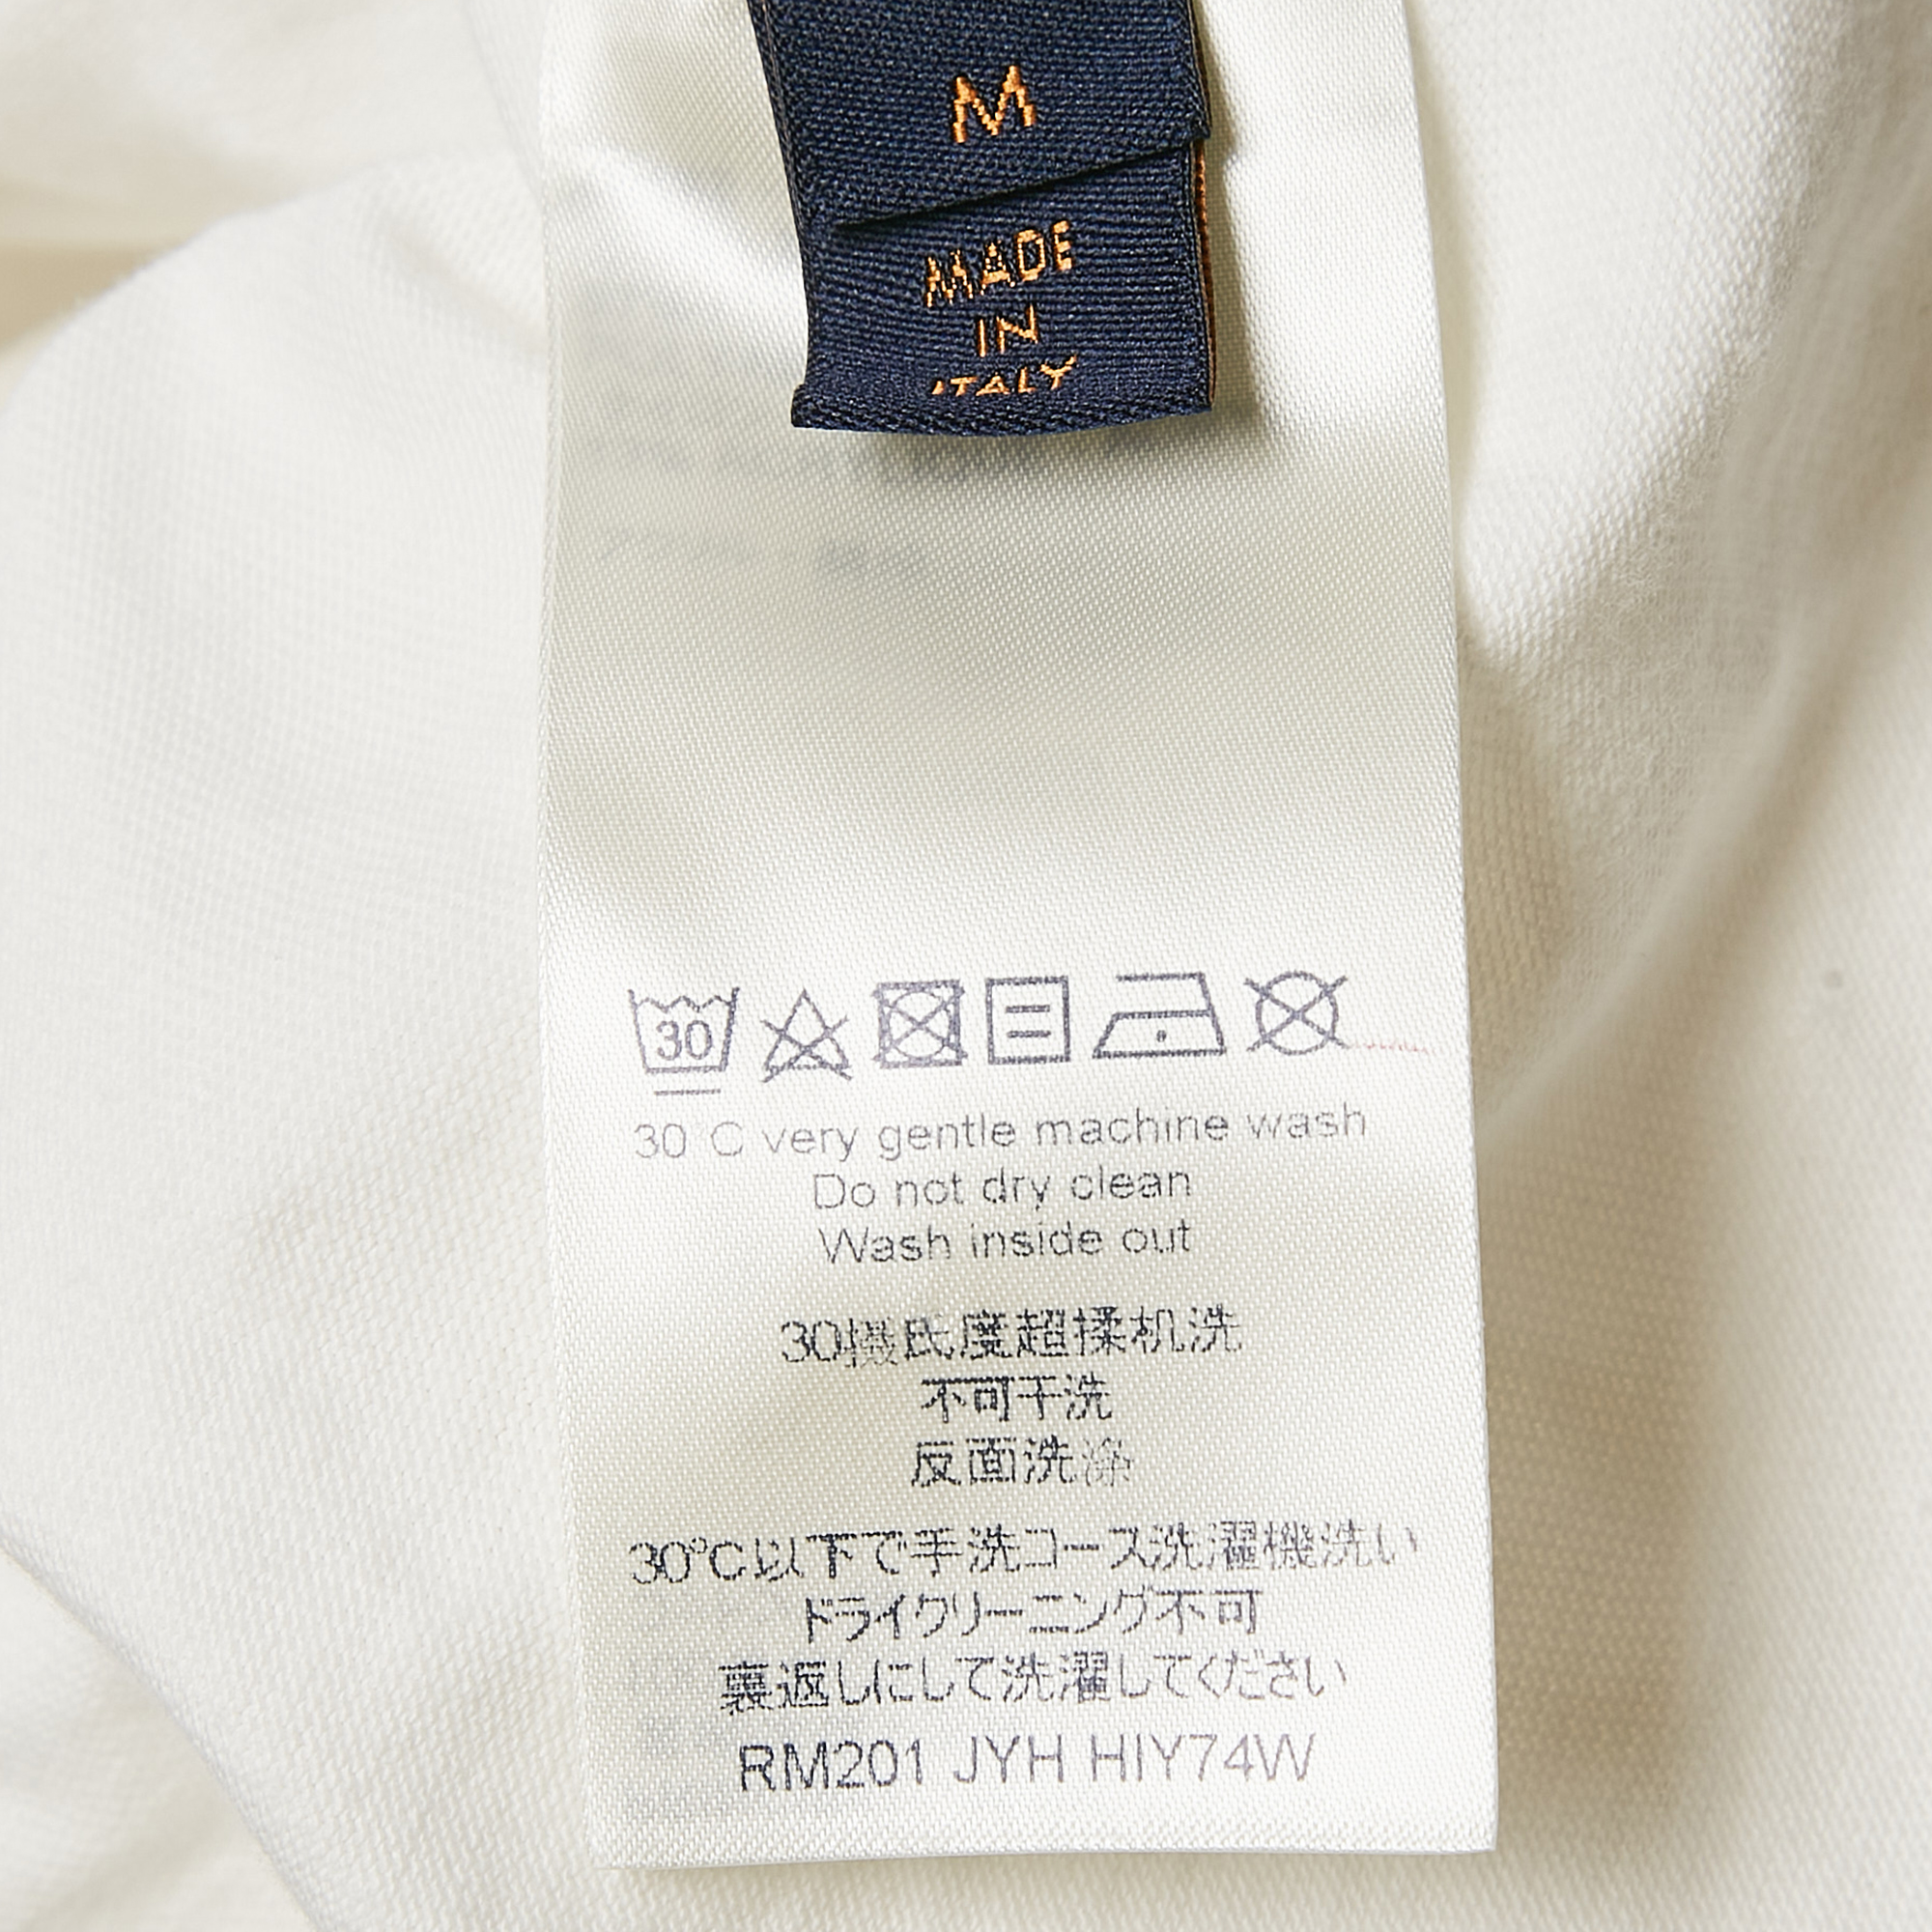 M
MADE
IN
ITALY
30
30 C very gentle machine wash
Do not dry clean
Wash inside out
30摄氏度超揉机洗
不可干洗
反面洗涤
30°C以下で手洗コース洗濯機洗い
ドライクリーニング不可
裏返しにして洗濯してください
RM201 JYH HIY74W